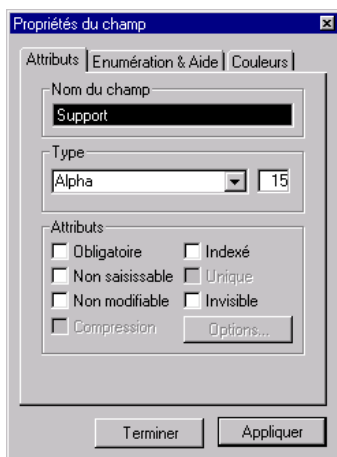 Propriétés du champ
Attributs Enumération & Aide Couleurs
Nom du champ
Support
Type
Alpha 15
Attributs
Obligatoire Indexé
Non saisissable Unique
Non modifiable Invisible
Compression Options...
Terminer Appliquer